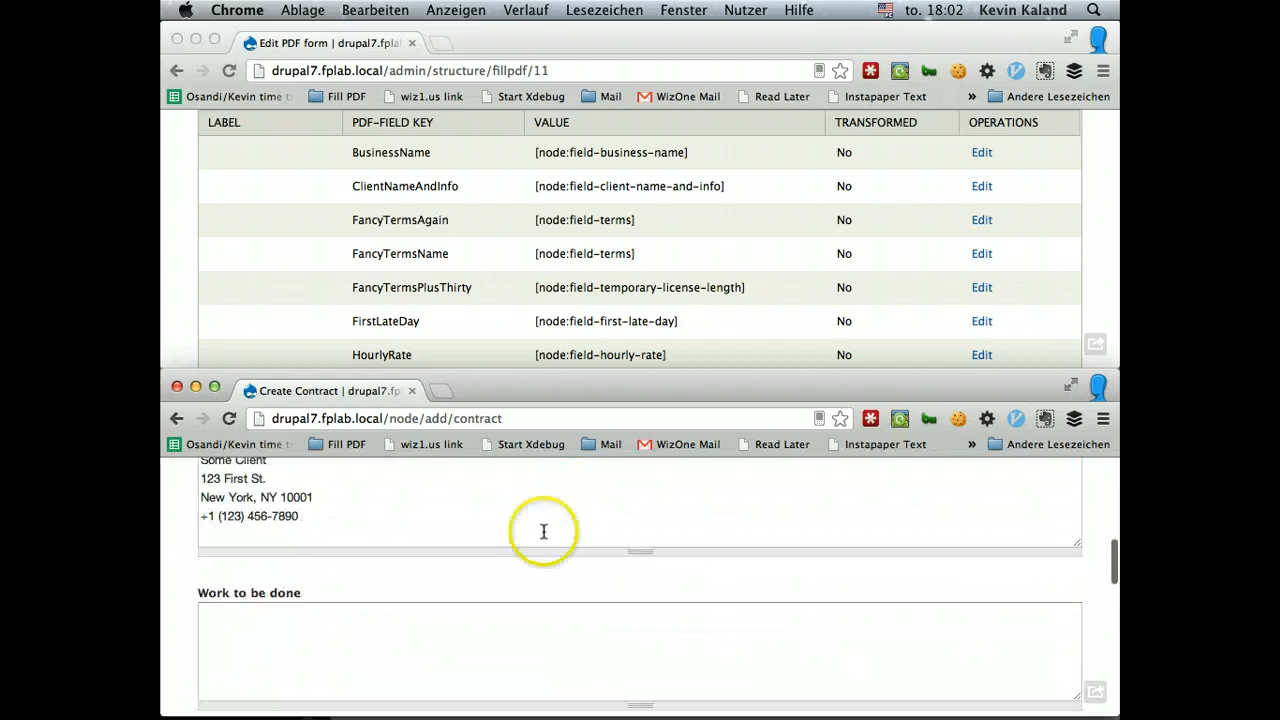 Chrome Ablage Bearbeiten Anzeigen Verlauf Lesezeichen Fenster Nutzer Hilfe to. 18:02 Kevin Kaland
Edit PDF form | drupal7.fpla
drupal7.fplab.local/admin/structure/fillpdf/11
Osandi/Kevin time t Fill PDF wiz1.us link Start Xdebug Mail WizOne Mail Read Later Instapaper Text » Andere Lesezeichen
LABEL PDF-FIELD KEY VALUE TRANSFORMED OPERATIONS
BusinessName [node:field-business-name] No Edit
ClientNameAndInfo [node:field-client-name-and-info] No Edit
FancyTermsAgain [node:field-terms] No Edit
FancyTermsName [node:field-terms] No Edit
FancyTermsPlusThirty [node:field-temporary-license-length] No Edit
FirstLateDay [node:field-first-late-day] No Edit
HourlyRate [node:field-hourly-rate] No Edit
Create Contract | drupal7.fp
drupal7.fplab.local/node/add/contract
Osandi/Kevin time t Fill PDF wiz1.us link Start Xdebug Mail WizOne Mail Read Later Instapaper Text » Andere Lesezeichen
Some Client
123 First St.
New York, NY 10001
+1 (123) 456-7890
Work to be done